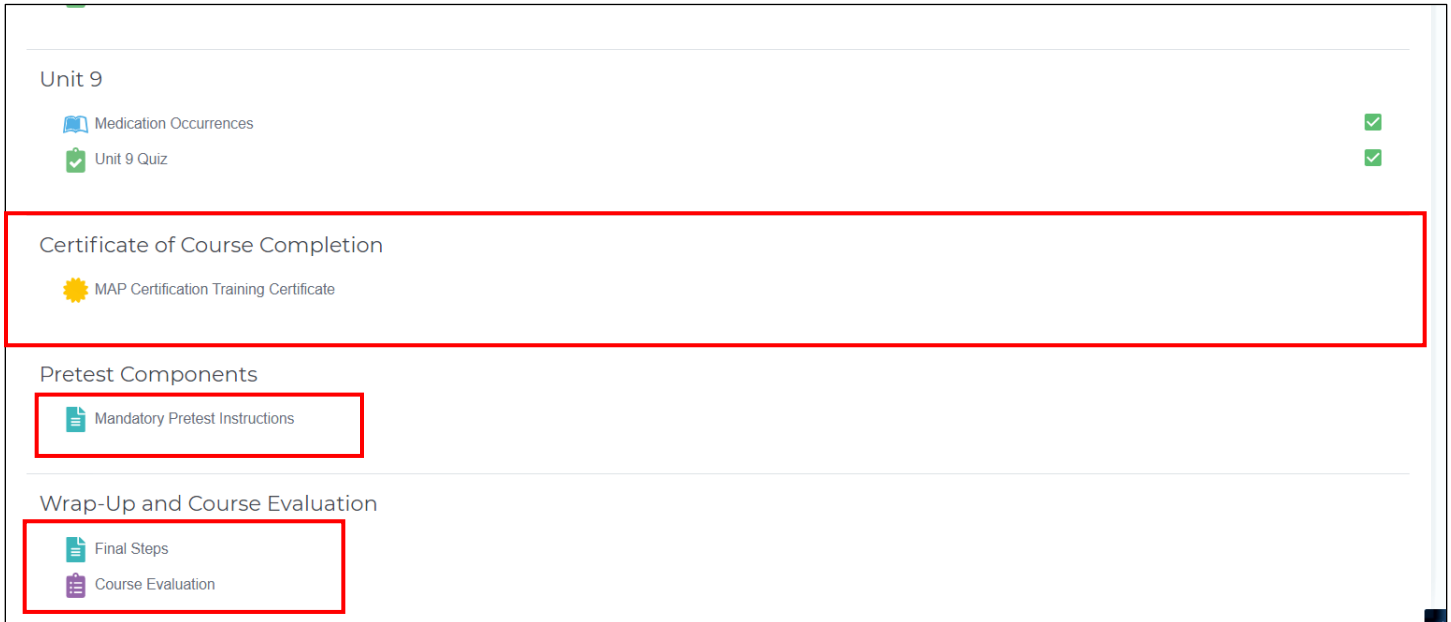 Unit 9
Medication Occurrences
Unit 9 Quiz
Certificate of Course Completion
MAP Certification Training Certificate
Pretest Components
Mandatory Pretest Instructions
Wrap-Up and Course Evaluation
Final Steps
Course Evaluation